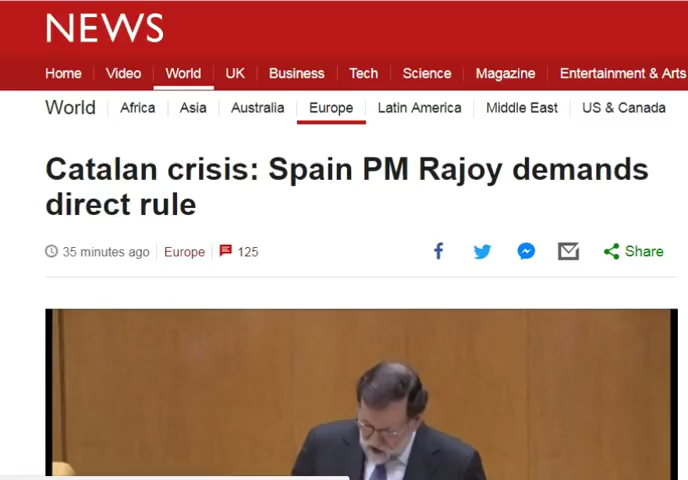 NEWS
Home Video World UK Business Tech Science Magazine Entertainment & Arts
World Africa Asia Australia Europe Latin America Middle East US & Canada
Catalan crisis: Spain PM Rajoy demands
direct rule
35 minutes ago Europe 125 Share